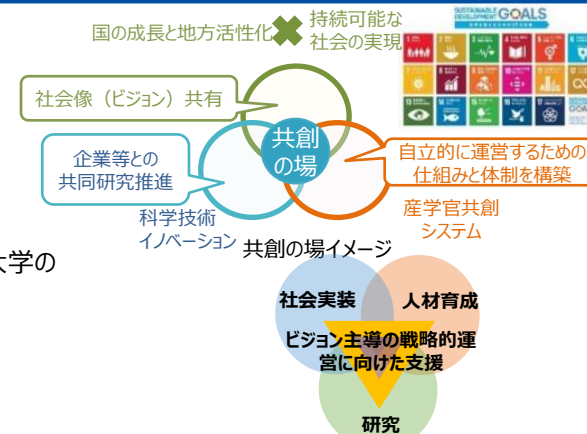 SUSTAINABLE
DEVELOPMENT GOALS
国の成長と地方活性化
持続可能な
社会の実現
社会像（ビジョン）共有
共創
の場
企業等との
共同研究推進
自立的に運営するための
仕組みと体制を構築
科学技術
イノベーション
産学官共創
システム
共創の場イメージ
大学の
社会実装
人材育成
ビジョン主導の戦略的運
営に向けた支援
研究